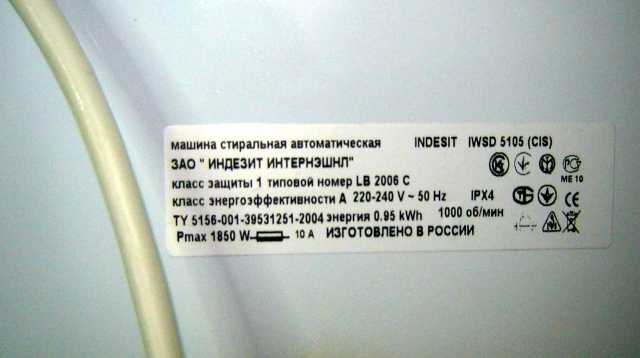 машина стиральная автоматическая INDESIT IWSD 5105 (CIS)
ЗАО " ИНДЕЗИТ ИНТЕРНЭШНЛ"
класс защиты 1 типовой номер LB 2006 C
ME 10
класс энергоэффективности A 220-240 V ~ 50 Hz IPX4
TY 5156-001-39531251-2004 энергия 0.95 kWh 1000 об/мин
CE
Pmax 1850 W 10 A ИЗГОТОВЛЕНО В РОССИИ